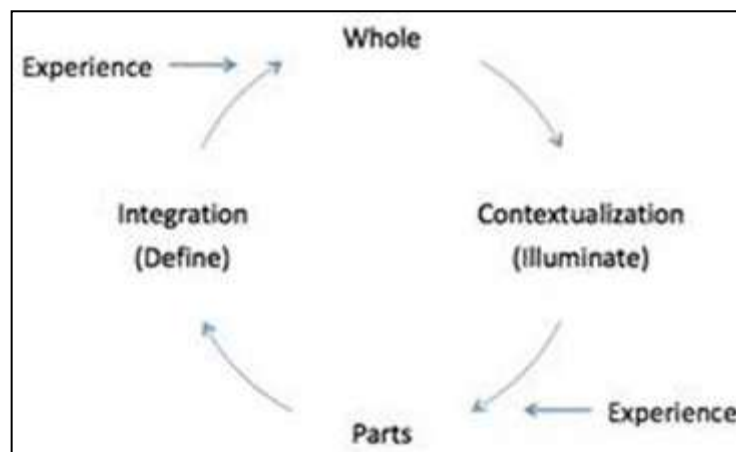 Whole
Experience
Integration
(Define)
Contextualization
(Illuminate)
Experience
Parts